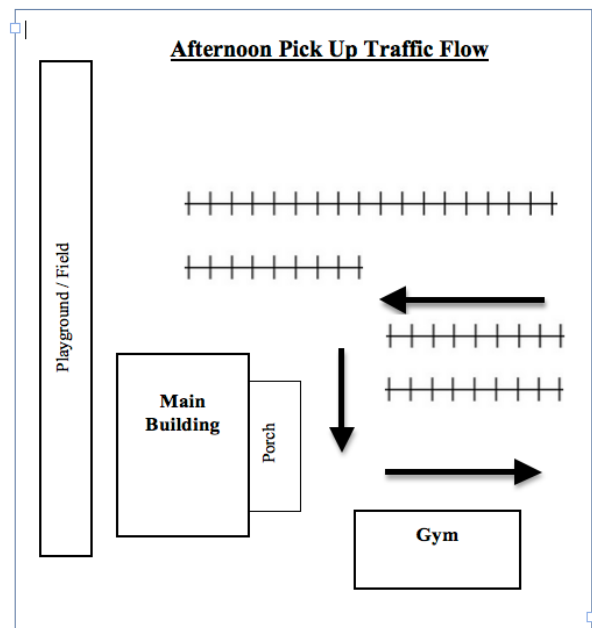 Afternoon Pick Up Traffic Flow
Playground / Field
Main
Building
Porch
Gym